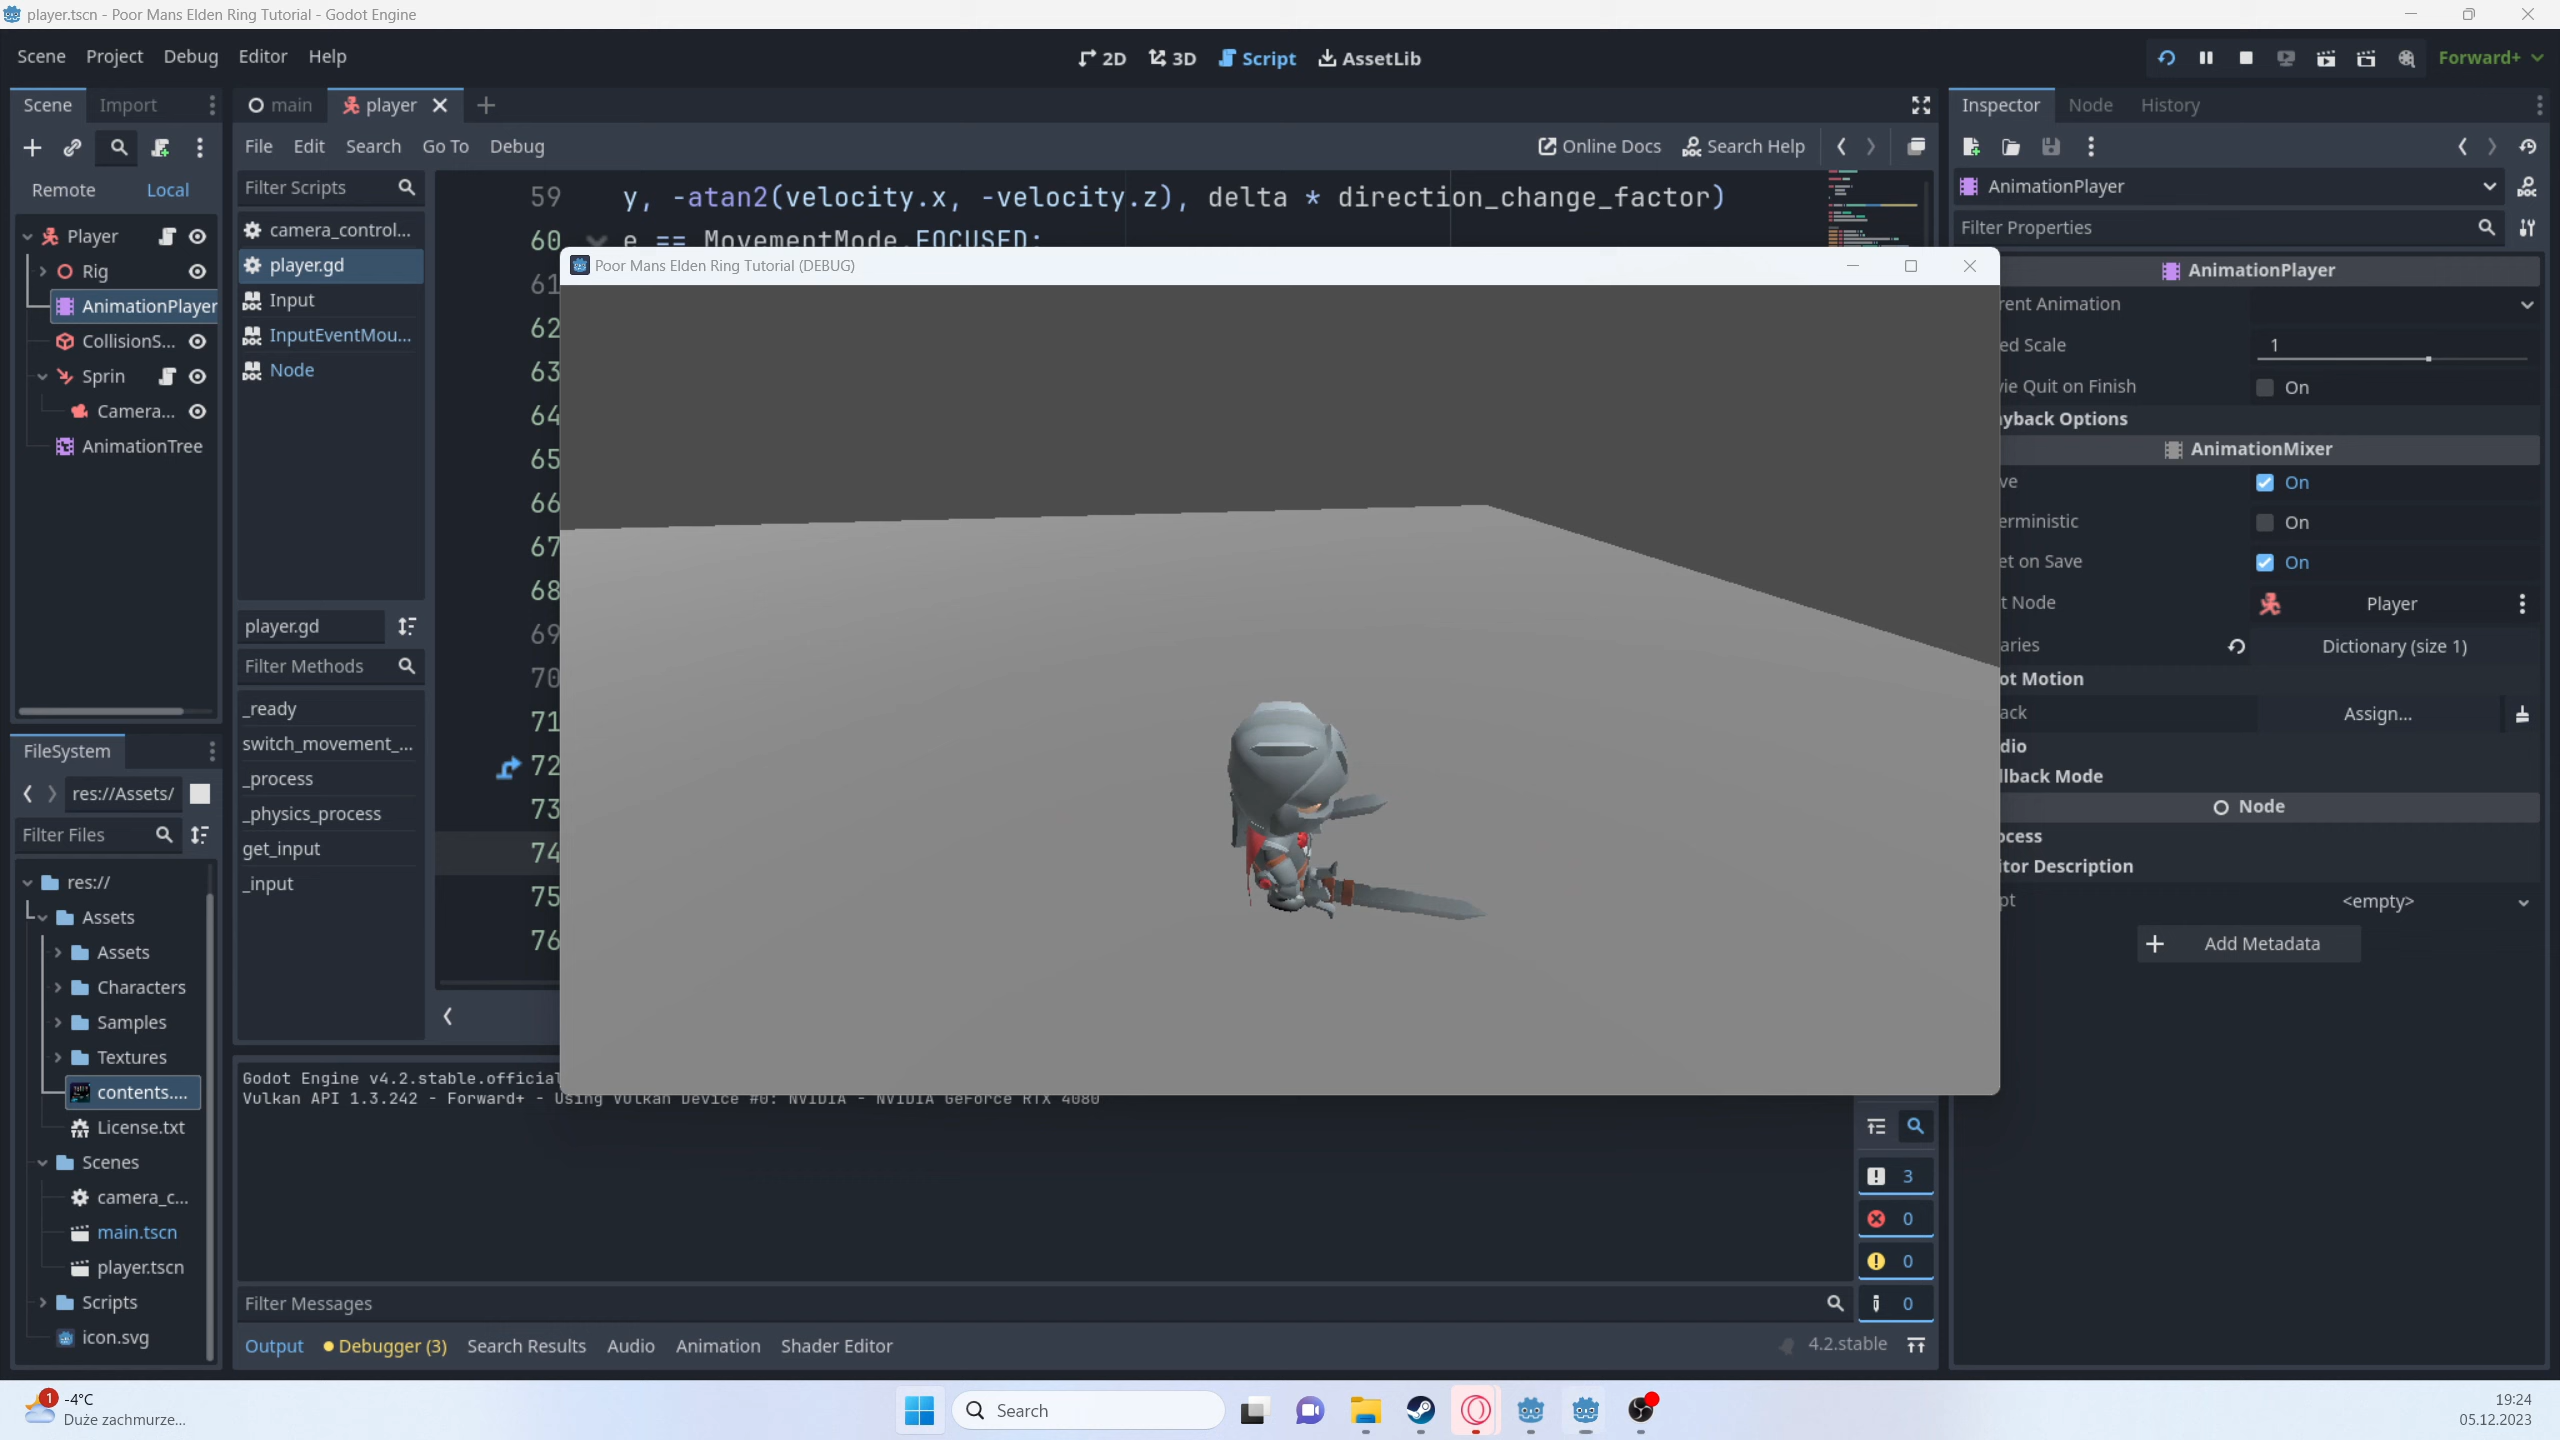 player.tscn - Poor Mans Elden Ring Tutorial - Godot Engine
Scene Project Debug Editor Help
2D 3D Script AssetLib
Forward+
Scene Import
main player
Inspector Node History
File Edit Search Go To Debug
Online Docs Search Help
Remote Local
Filter Scripts
AnimationPlayer
Filter Properties
Player
Rig
AnimationPlayer
CollisionS...
Sprin
Camera...
AnimationTree
camera_control...
player.gd
Input
InputEventMou...
Node
player.gd
Filter Methods
_ready
switch_movement_...
_process
_physics_process
get_input
_input
59 y, -atan2(velocity.x, -velocity.z), delta * direction_change_factor)
60 e == MovementMode.FOCUSED:
61
62
63
64
65
66
67
68
69
70
71
72
73
74
75
76
Poor Mans Elden Ring Tutorial (DEBUG)
AnimationPlayer
rent Animation
ed Scale 1
vie Quit on Finish On
yback Options
AnimationMixer
ve On
erministic On
et on Save On
t Node Player
aries Dictionary (size 1)
ot Motion
ack Assign...
dio
llback Mode
Node
ocess
itor Description
pt <empty>
Add Metadata
FileSystem
res://Assets/
Filter Files
res://
Assets
Assets
Characters
Samples
Textures
contents....
License.txt
Scenes
camera_c...
main.tscn
player.tscn
Scripts
icon.svg
Godot Engine v4.2.stable.official
Vulkan API 1.3.242 - Forward+ - Using Vulkan Device #0: NVIDIA - NVIDIA GeForce RTX 4080
3
0
0
0
Filter Messages
Output Debugger (3) Search Results Audio Animation Shader Editor
4.2.stable
1
-4°C
Duże zachmurze...
Search
19:24
05.12.2023